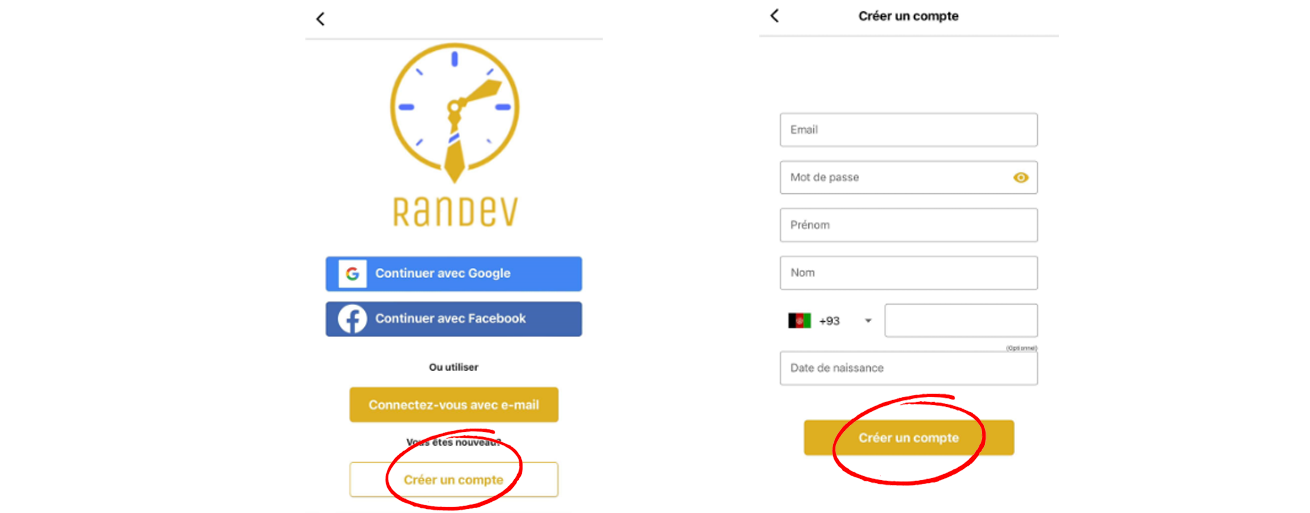 RanDEV
Continuer avec Google
Continuer avec Facebook
Ou utiliser
Connectez-vous avec e-mail
Vous êtes nouveau?
Créer un compte
Créer un compte
Email
Mot de passe
Prénom
Nom
+93
(Optionnel)
Date de naissance
Créer un compte